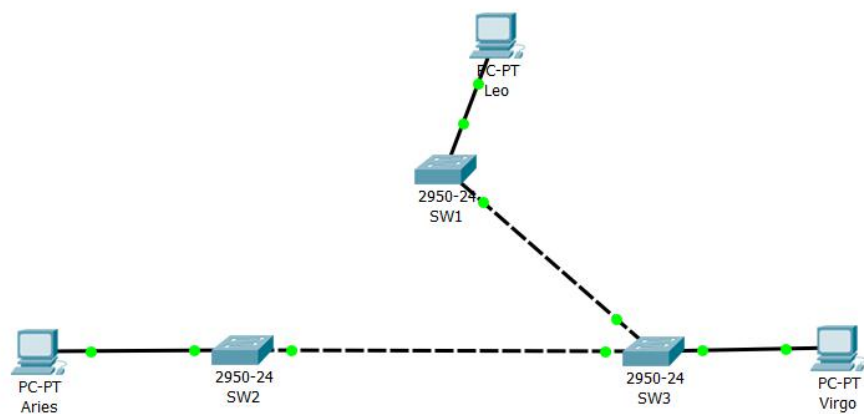 PC-PT
Leo
2950-24
SW1
PC-PT
Aries
2950-24
SW2
2950-24
SW3
PC-PT
Virgo